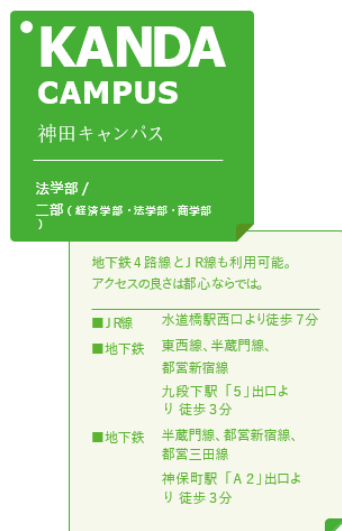 KANDA
CAMPUS
神田キャンパス
法学部 /
二部 ( 経済学部・法学部・商学部
)
地下鉄４路線とＪＲ線も利用可能。
アクセスの良さは都心ならでは。
■ＪＲ線 水道橋駅西口より徒歩７分
■地下鉄 東西線、半蔵門線、
都営新宿線
九段下駅「５」出口よ
り 徒歩３分
■地下鉄 半蔵門線、都営新宿線、
都営三田線
神保町駅「Ａ２」出口よ
り 徒歩３分